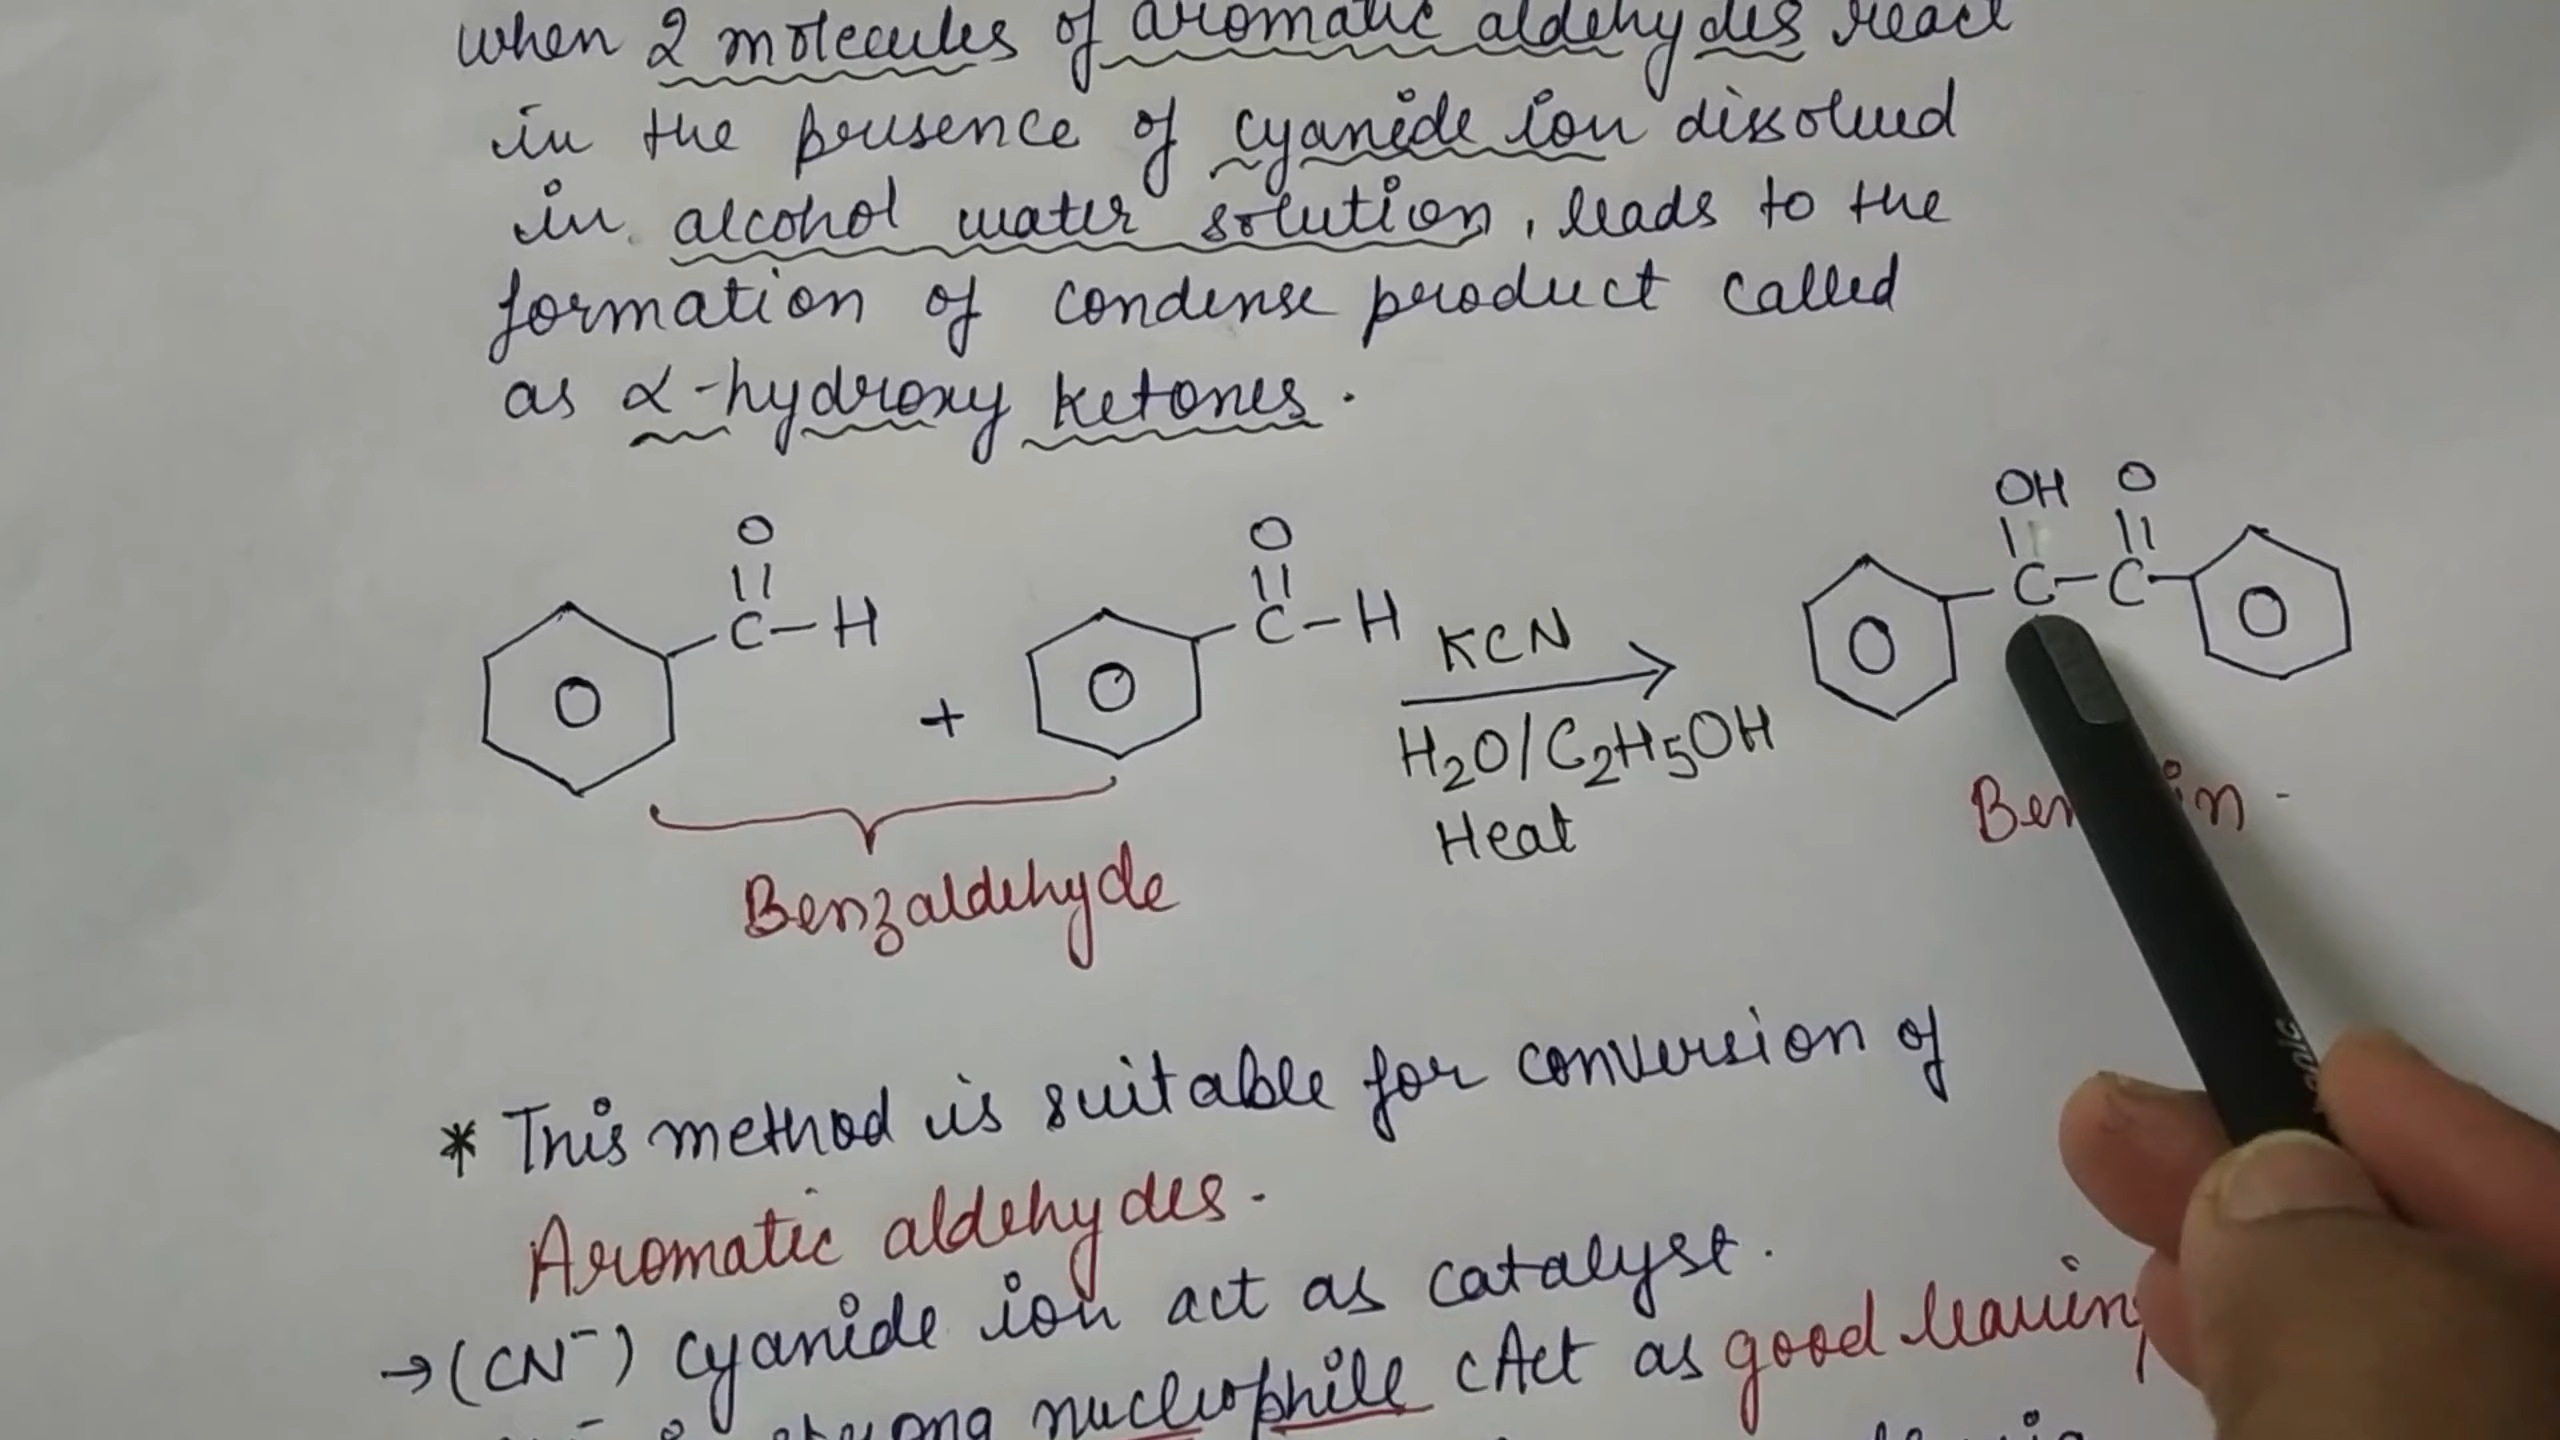 when 2 molecules of aromatic aldehydes react
in the presence of cyanide ion dissolved
in alcohol water solution, leads to the
formation of condense product called
as α-hydroxy ketones.
O O OH O
C-H C-H C-C
+ KCN
H2O/C2H5OH
Heat
Benzaldehyde
* This method is suitable for conversion of
Aromatic aldehydes.
→(CN⁻) cyanide ion act as catalyst.
strong nucleophile Act as good